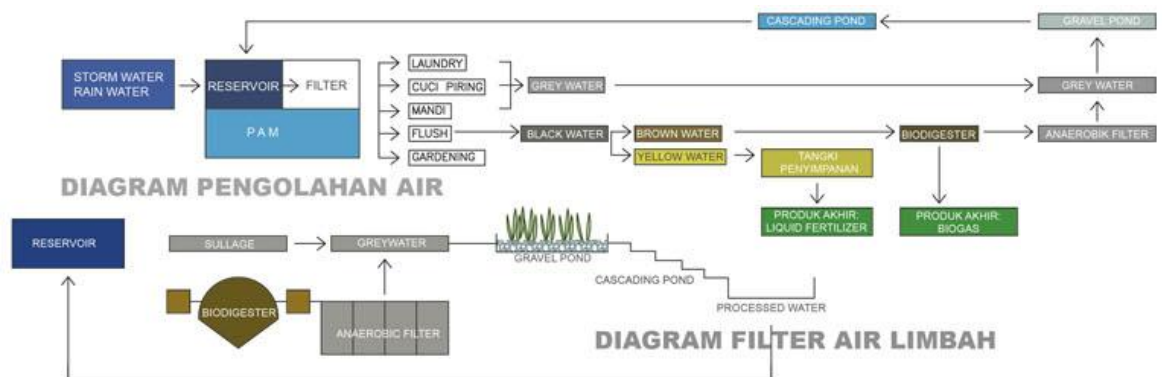 CASCADING POND
GRAVEL POND
STORM WATER
RAIN WATER
RESERVOIR
FILTER
P A M
LAUNDRY
CUCI PIRING
MANDI
FLUSH
GARDENING
GREY WATER
GREY WATER
BLACK WATER
BROWN WATER
YELLOW WATER
BIODIGESTER
ANAEROBIK FILTER
TANGKI
PENYIMPANAN
PRODUK AKHIR:
LIQUID FERTILIZER
PRODUK AKHIR:
BIOGAS
DIAGRAM PENGOLAHAN AIR
RESERVOIR
SULLAGE
GREYWATER
GRAVEL POND
CASCADING POND
PROCESSED WATER
BIODIGESTER
ANAEROBIC FILTER
DIAGRAM FILTER AIR LIMBAH